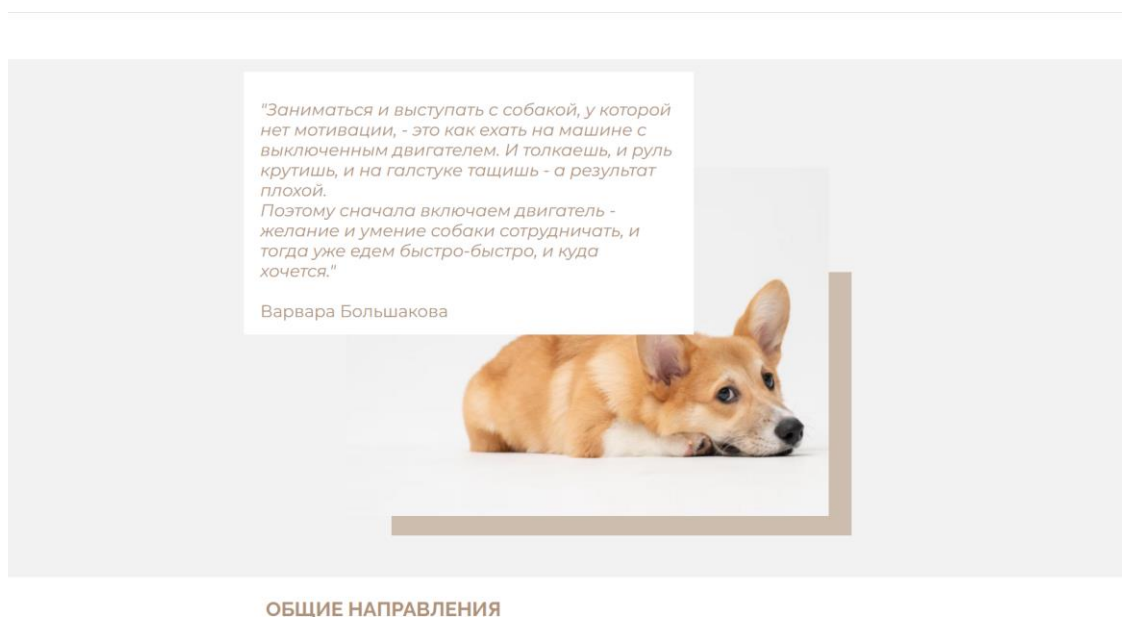 "Заниматься и выступать с собакой, у которой
нет мотивации, - это как ехать на машине с
выключенным двигателем. И толкаешь, и руль
крутишь, и на галстуке тащишь - а результат
плохой.
Поэтому сначала включаем двигатель -
желание и умение собаки сотрудничать, и
тогда уже едем быстро-быстро, и куда
хочется."
Варвара Большакова
ОБЩИЕ НАПРАВЛЕНИЯ